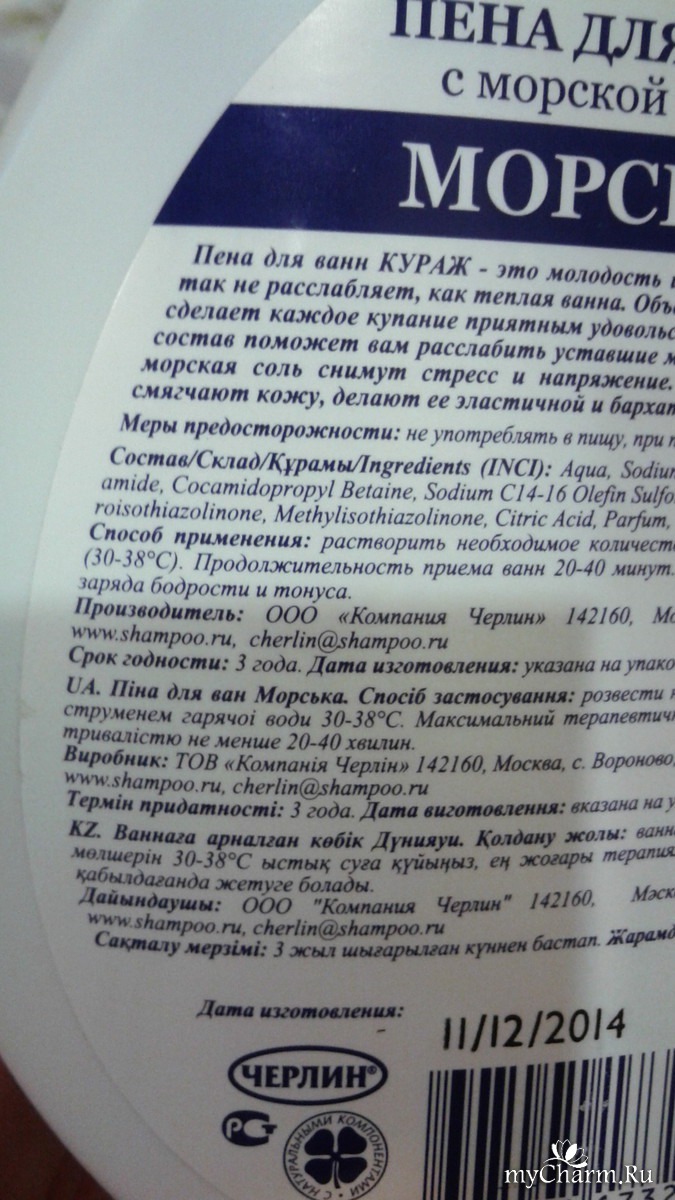 ПЕНА ДЛЯ
с морской
МОРС
Пена для ванн КУРАЖ - это молодость
так не расслабляет, как теплая ванна. Объ
сделает каждое купание приятным удовольс
состав поможет вам расслабить уставшие м
морская соль снимут стресс и напряжение.
смягчают кожу, делают ее эластичной и бархат
Меры предосторожности: не употреблять в пищу, при
Состав/Склад/Құрамы/Ingredients (INCI): Aqua, Sodium
amide, Cocamidopropyl Betaine, Sodium C14-16 Olefin Sulfo
roisothiazolinone, Methylisothiazolinone, Citric Acid, Parfum,
Способ применения: растворить необходимое количест
(30-38°С). Продолжительность приема ванн 20-40 минут.
заряда бодрости и тонуса.
Производитель: ООО «Компания Черлин» 142160, Мо
www.shampoo.ru, cherlin@shampoo.ru
Срок годности: 3 года. Дата изготовления: указана на упако
UA. Піна для ван Морська. Спосіб застосування: розвести
струменем гарячої води 30-38°С. Максимальний терапевтич
тривалістю не менше 20-40 хвилин.
Виробник: ТОВ «Компанія Черлін» 142160, Москва, с. Вороново,
www.shampoo.ru, cherlin@shampoo.ru
Термін придатності: 3 года. Дата виготовлення: вказана на у
KZ. Ваннаға арналған көбік Дүнияуи. Қолдану жолы: ванн
мөлшерін 30-38°С ыстық суға құйыңыз, ең жоғары терапия
қабылдағанда жетуге болады.
Дайындаушы: ООО "Компания Черлин" 142160, Мәск
www.shampoo.ru, cherlin@shampoo.ru
Сақталу мерзімі: 3 жыл шығарылған күннен бастап. Жарамд
Дата изготовления:
11/12/2014
ЧЕРЛИН®
РСТ
С НАТУРАЛЬНЫМИ КОМПОНЕНТАМИ
myCharm.Ru